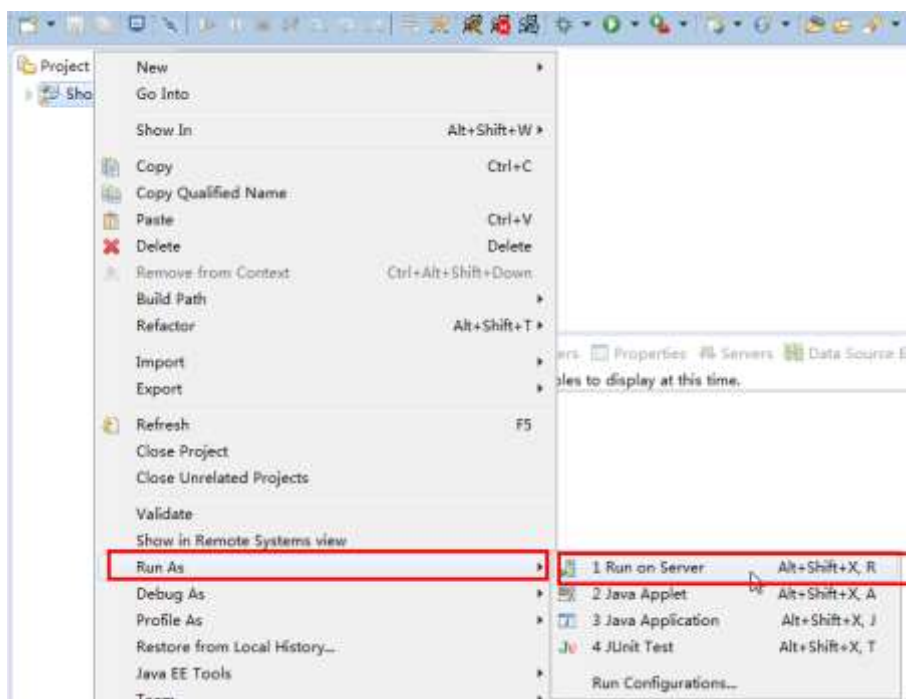 Project
Sho
New
Go Into
Show In Alt+Shift+W
Copy Ctrl+C
Copy Qualified Name
Paste Ctrl+V
Delete Delete
Remove from Context Ctrl+Alt+Shift+Down
Build Path
Refactor Alt+Shift+T
Import
Export
Refresh F5
Close Project
Close Unrelated Projects
Validate
Show in Remote Systems view
Run As
Debug As
Profile As
Restore from Local History...
Java EE Tools
Team
ers Properties Servers Data Source E
bles to display at this time.
1 Run on Server Alt+Shift+X, R
2 Java Applet Alt+Shift+X, A
3 Java Application Alt+Shift+X, J
4 JUnit Test Alt+Shift+X, T
Run Configurations...